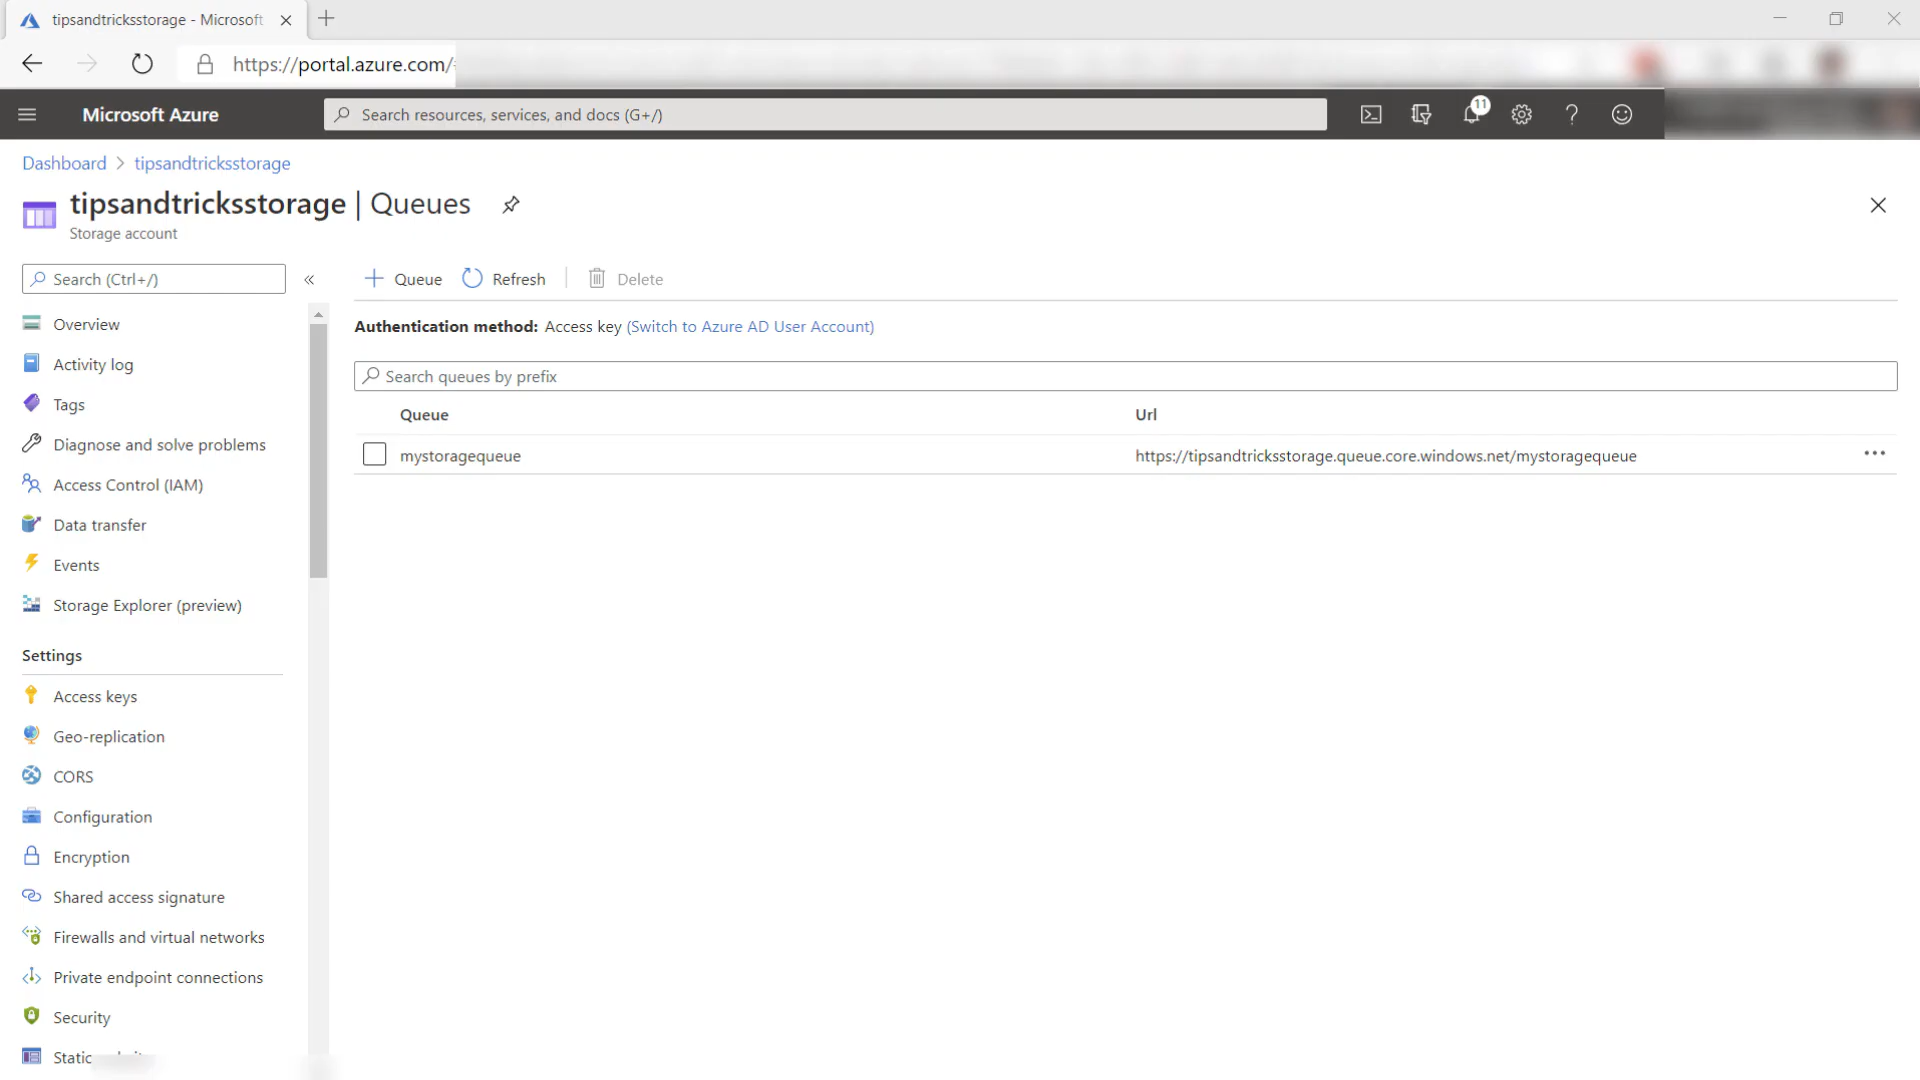 tipsandtricksstorage - Microsoft
https://portal.azure.com/
Microsoft Azure
Search resources, services, and docs (G+/)
11
Dashboard > tipsandtricksstorage
tipsandtricksstorage | Queues
Storage account
Search (Ctrl+/)
«
Queue
Refresh
Delete
Authentication method: Access key (Switch to Azure AD User Account)
Search queues by prefix
Queue
Url
mystoragequeue
https://tipsandtricksstorage.queue.core.windows.net/mystoragequeue
Overview
Activity log
Tags
Diagnose and solve problems
Access Control (IAM)
Data transfer
Events
Storage Explorer (preview)
Settings
Access keys
Geo-replication
CORS
Configuration
Encryption
Shared access signature
Firewalls and virtual networks
Private endpoint connections
Security
Static